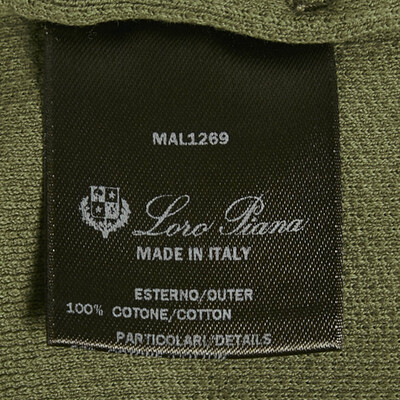 MAL1269
Loro Piana
MADE IN ITALY
ESTERNO/OUTER
100% COTONE/COTTON
PARTICOLARI/DETAILS